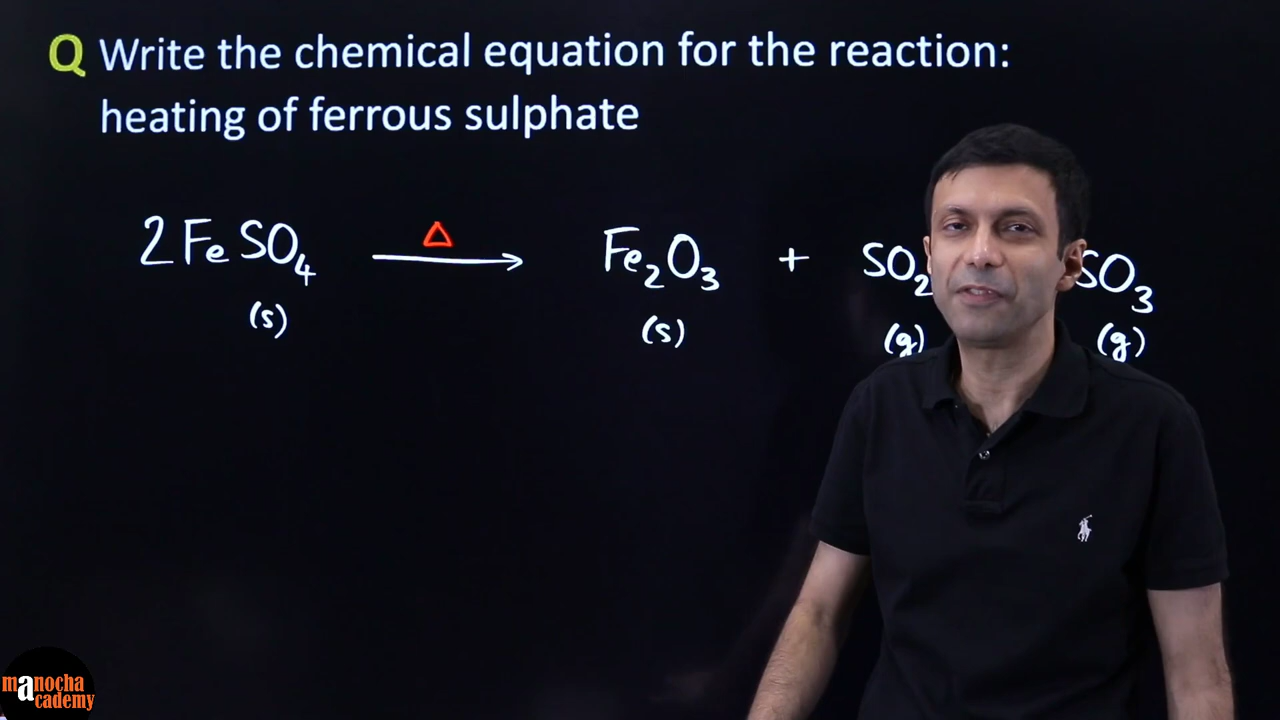 Q Write the chemical equation for the reaction:
heating of ferrous sulphate
Δ
2FeSO₄ → Fe₂O₃ + SO₂ SO₃
(s) (s) (g) (g)
manocha
academy